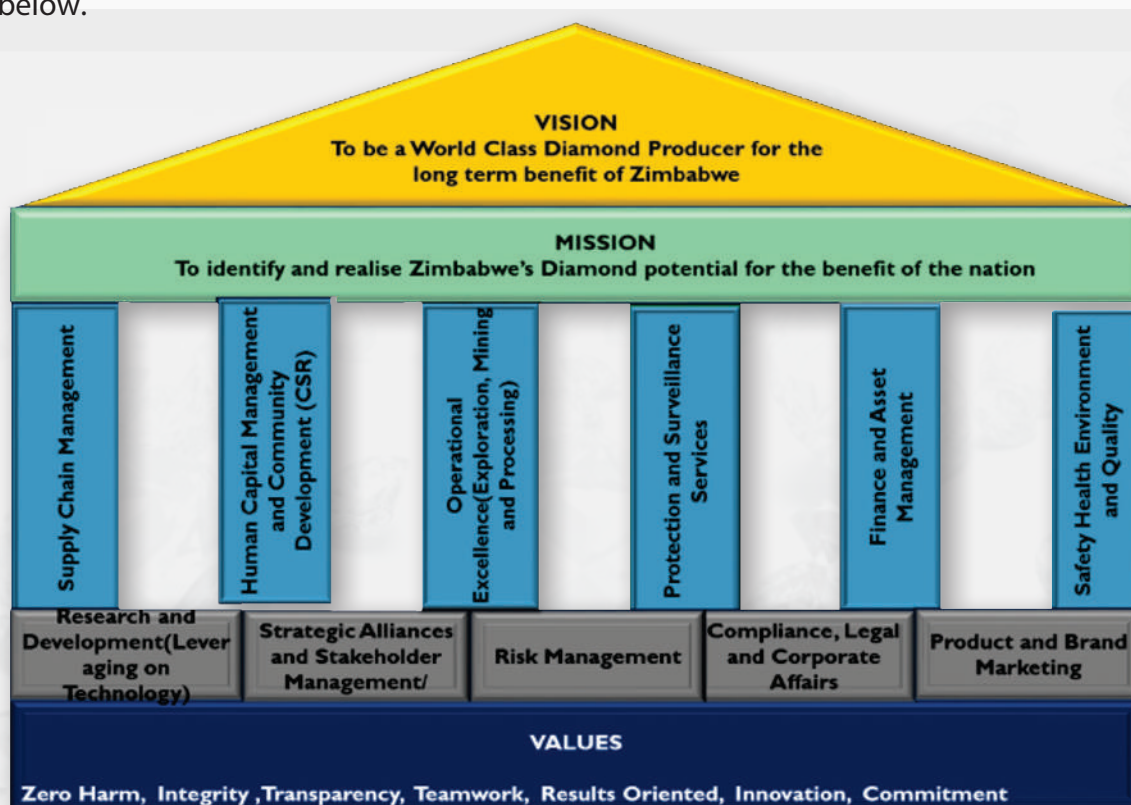 below.
VISION
To be a World Class Diamond Producer for the
long term benefit of Zimbabwe
MISSION
To identify and realise Zimbabwe's Diamond potential for the benefit of the nation
Supply Chain Management
Human Capital Management
and Community
Development (CSR)
Operational
Excellence(Exploration, Mining
and Processing)
Protection and Surveillance
Services
Finance and Asset
Management
Safety Health Environment
and Quality
Research and
Development(Lever
aging on
Technology)
Strategic Alliances
and Stakeholder
Management/
Risk Management
Compliance, Legal
and Corporate
Affairs
Product and Brand
Marketing
VALUES
Zero Harm, Integrity ,Transparency, Teamwork, Results Oriented, Innovation, Commitment